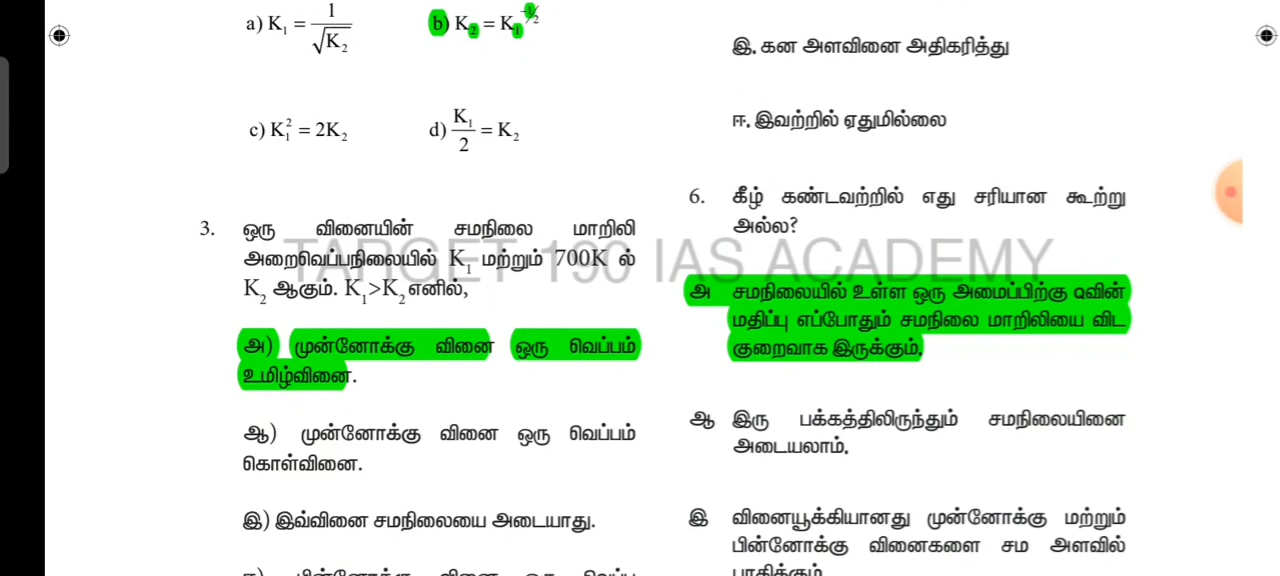 a) K₁ = 1/√K₂
b) K₂ = K₁^(-1/2)
c) K₁² = 2K₂
d) K₁/2 = K₂
3. ஒரு வினையின் சமநிலை மாறிலி
அறைவெப்பநிலையில் K₁ மற்றும் 700K ல்
K₂ ஆகும். K₁>K₂ எனில்,
அ) முன்னோக்கு வினை ஒரு வெப்பம்
உமிழ்வினை.
ஆ) முன்னோக்கு வினை ஒரு வெப்பம்
கொள்வினை.
இ) இவ்வினை சமநிலையை அடையாது.
இ. கன அளவினை அதிகரித்து
ஈ. இவற்றில் ஏதுமில்லை
6. கீழ் கண்டவற்றில் எது சரியான கூற்று
அல்ல?
அ சமநிலையில் உள்ள ஒரு அமைப்பிற்கு Qவின்
மதிப்பு எப்போதும் சமநிலை மாறிலியை விட
குறைவாக இருக்கும்.
ஆ இரு பக்கத்திலிருந்தும் சமநிலையினை
அடையலாம்.
இ வினையூக்கியானது முன்னோக்கு மற்றும்
பின்னோக்கு வினைகளை சம அளவில்
பாதிக்கும்
TARGET 190 IAS ACADEMY